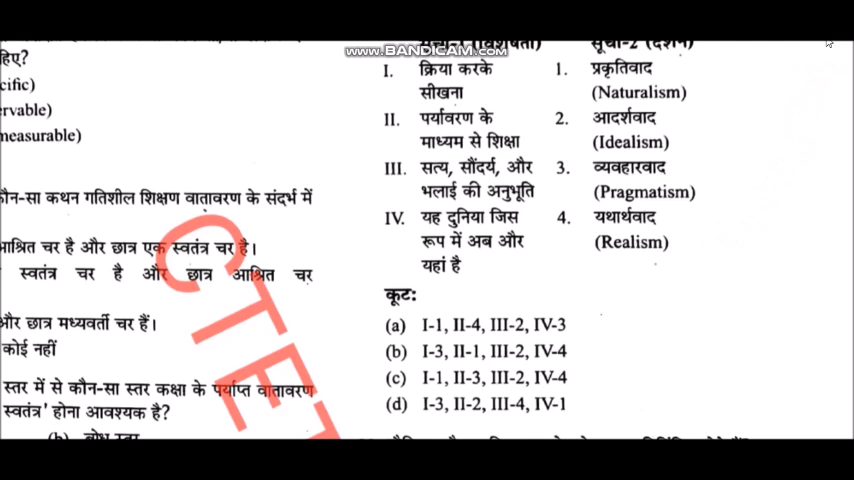 WWW.BANDICAM.COM
हिए?
cific)
ervable)
measurable)
कौन-सा कथन गतिशील शिक्षण वातावरण के संदर्भ में
आश्रित चर है और छात्र एक स्वतंत्र चर है।
स्वतंत्र चर है और छात्र आश्रित चर
और छात्र मध्यवर्ती चर हैं।
कोई नहीं
स्तर में से कौन-सा स्तर कक्षा के पर्याप्त वातावरण
स्वतंत्र' होना आवश्यक है?
(b) बोध स्तर
सूची-1 (विशेषता) सूची-2 (दर्शन)
I. क्रिया करके 1. प्रकृतिवाद
सीखना (Naturalism)
II. पर्यावरण के 2. आदर्शवाद
माध्यम से शिक्षा (Idealism)
III. सत्य, सौंदर्य, और 3. व्यवहारवाद
भलाई की अनुभूति (Pragmatism)
IV. यह दुनिया जिस 4. यथार्थवाद
रूप में अब और (Realism)
यहां है
कूट:
(a) I-1, II-4, III-2, IV-3
(b) I-3, II-1, III-2, IV-4
(c) I-1, II-3, III-2, IV-4
(d) I-3, II-2, III-4, IV-1
CTET